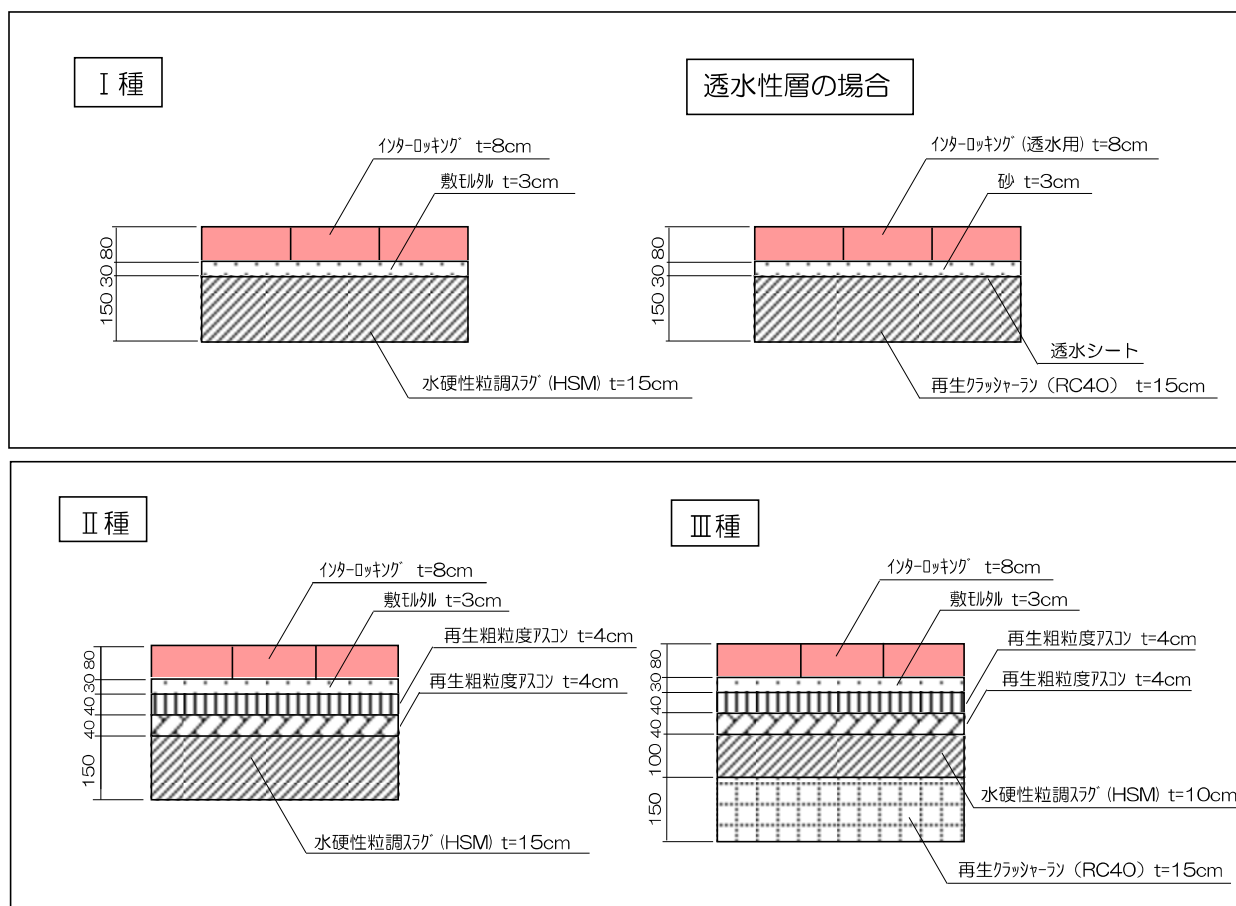 Ⅰ種
透水性層の場合
ｲﾝﾀｰﾛｯｷﾝｸﾞ t=8cm
敷ﾓﾙﾀﾙ t=3cm
80
30
150
水硬性粒調ｽﾗｸﾞ(HSM) t=15cm
ｲﾝﾀｰﾛｯｷﾝｸﾞ(透水用) t=8cm
砂 t=3cm
80
30
150
透水シート
再生ｸﾗｯｼｬｰﾗﾝ（RC40） t=15cm
Ⅱ種
Ⅲ種
ｲﾝﾀｰﾛｯｷﾝｸﾞ t=8cm
敷ﾓﾙﾀﾙ t=3cm
再生粗粒度ｱｽｺﾝ t=4cm
再生粗粒度ｱｽｺﾝ t=4cm
80
30
40
40
150
水硬性粒調ｽﾗｸﾞ(HSM) t=15cm
ｲﾝﾀｰﾛｯｷﾝｸﾞ t=8cm
敷ﾓﾙﾀﾙ t=3cm
再生粗粒度ｱｽｺﾝ t=4cm
再生粗粒度ｱｽｺﾝ t=4cm
80
30
40
40
100
150
水硬性粒調ｽﾗｸﾞ(HSM) t=10cm
再生ｸﾗｯｼｬｰﾗﾝ（RC40） t=15cm